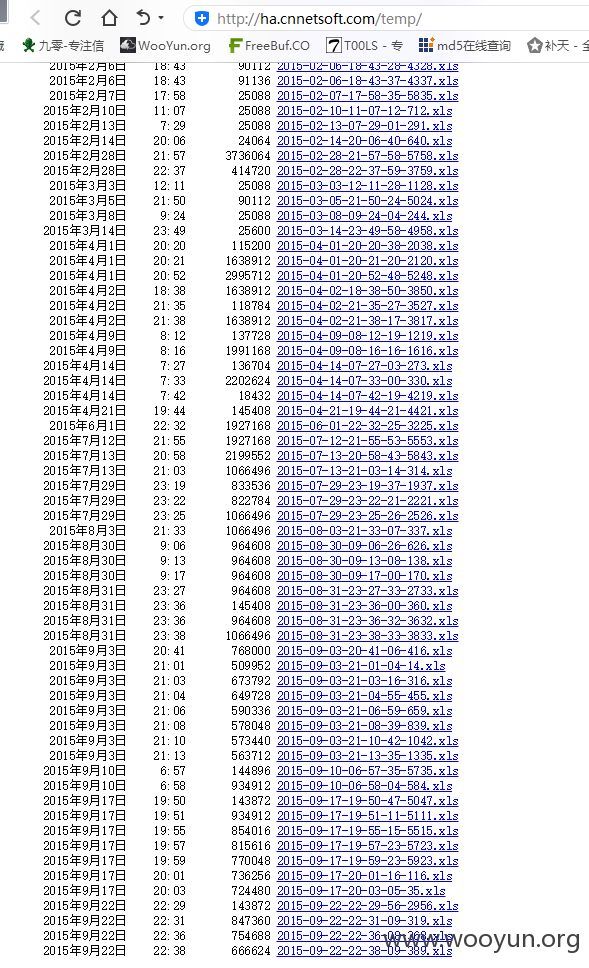 http://ha.cnnetsoft.com/temp/
九零-专注信 WooYun.org FreeBuf.CO T00LS - 专 md5在线查询 补天 - 全
2015年2月6日 18:43 90112 2015-02-06-18-43-28-4328.xls
2015年2月6日 18:43 91136 2015-02-06-18-43-37-4337.xls
2015年2月7日 17:58 25088 2015-02-07-17-58-35-5835.xls
2015年2月10日 11:07 25088 2015-02-10-11-07-12-712.xls
2015年2月13日 7:29 25088 2015-02-13-07-29-01-291.xls
2015年2月14日 20:06 24064 2015-02-14-20-06-40-640.xls
2015年2月28日 21:57 3736064 2015-02-28-21-57-58-5758.xls
2015年2月28日 22:37 414720 2015-02-28-22-37-59-3759.xls
2015年3月3日 12:11 25088 2015-03-03-12-11-28-1128.xls
2015年3月5日 21:50 90112 2015-03-05-21-50-24-5024.xls
2015年3月8日 9:24 25088 2015-03-08-09-24-04-244.xls
2015年3月14日 23:49 25600 2015-03-14-23-49-58-4958.xls
2015年4月1日 20:20 115200 2015-04-01-20-20-38-2038.xls
2015年4月1日 20:21 1638912 2015-04-01-20-21-20-2120.xls
2015年4月1日 20:52 2995712 2015-04-01-20-52-48-5248.xls
2015年4月2日 18:38 1638912 2015-04-02-18-38-50-3850.xls
2015年4月2日 21:35 118784 2015-04-02-21-35-27-3527.xls
2015年4月2日 21:38 1638912 2015-04-02-21-38-17-3817.xls
2015年4月9日 8:12 137728 2015-04-09-08-12-19-1219.xls
2015年4月9日 8:16 1991168 2015-04-09-08-16-16-1616.xls
2015年4月14日 7:27 136704 2015-04-14-07-27-03-273.xls
2015年4月14日 7:33 2202624 2015-04-14-07-33-00-330.xls
2015年4月14日 7:42 18432 2015-04-14-07-42-19-4219.xls
2015年4月21日 19:44 145408 2015-04-21-19-44-21-4421.xls
2015年6月1日 22:32 1927168 2015-06-01-22-32-25-3225.xls
2015年7月12日 21:55 1927168 2015-07-12-21-55-53-5553.xls
2015年7月13日 20:58 2199552 2015-07-13-20-58-43-5843.xls
2015年7月13日 21:03 1066496 2015-07-13-21-03-14-314.xls
2015年7月29日 23:19 833536 2015-07-29-23-19-37-1937.xls
2015年7月29日 23:22 822784 2015-07-29-23-22-21-2221.xls
2015年7月29日 23:25 1066496 2015-07-29-23-25-26-2526.xls
2015年8月3日 21:33 1066496 2015-08-03-21-33-07-337.xls
2015年8月30日 9:06 964608 2015-08-30-09-06-26-626.xls
2015年8月30日 9:13 964608 2015-08-30-09-13-08-138.xls
2015年8月30日 9:17 964608 2015-08-30-09-17-00-170.xls
2015年8月31日 23:27 964608 2015-08-31-23-27-33-2733.xls
2015年8月31日 23:36 145408 2015-08-31-23-36-00-360.xls
2015年8月31日 23:36 964608 2015-08-31-23-36-32-3632.xls
2015年8月31日 23:38 1066496 2015-08-31-23-38-33-3833.xls
2015年9月3日 20:41 768000 2015-09-03-20-41-06-416.xls
2015年9月3日 21:01 509952 2015-09-03-21-01-04-14.xls
2015年9月3日 21:03 673792 2015-09-03-21-03-16-316.xls
2015年9月3日 21:04 649728 2015-09-03-21-04-55-455.xls
2015年9月3日 21:06 590336 2015-09-03-21-06-59-659.xls
2015年9月3日 21:08 578048 2015-09-03-21-08-39-839.xls
2015年9月3日 21:10 573440 2015-09-03-21-10-42-1042.xls
2015年9月3日 21:13 563712 2015-09-03-21-13-35-1335.xls
2015年9月10日 6:57 144896 2015-09-10-06-57-35-5735.xls
2015年9月10日 6:58 934912 2015-09-10-06-58-04-584.xls
2015年9月17日 19:50 143872 2015-09-17-19-50-47-5047.xls
2015年9月17日 19:51 934912 2015-09-17-19-51-11-5111.xls
2015年9月17日 19:55 854016 2015-09-17-19-55-15-5515.xls
2015年9月17日 19:57 815616 2015-09-17-19-57-23-5723.xls
2015年9月17日 19:59 770048 2015-09-17-19-59-23-5923.xls
2015年9月17日 20:01 736256 2015-09-17-20-01-16-116.xls
2015年9月17日 20:03 724480 2015-09-17-20-03-05-35.xls
2015年9月22日 22:29 143872 2015-09-22-22-29-56-2956.xls
2015年9月22日 22:31 847360 2015-09-22-22-31-09-319.xls
2015年9月22日 22:36 754688 2015-09-22-22-36-08-368.xls
2015年9月22日 22:38 666624 2015-09-22-22-38-09-389.xls
www.wooyun.org